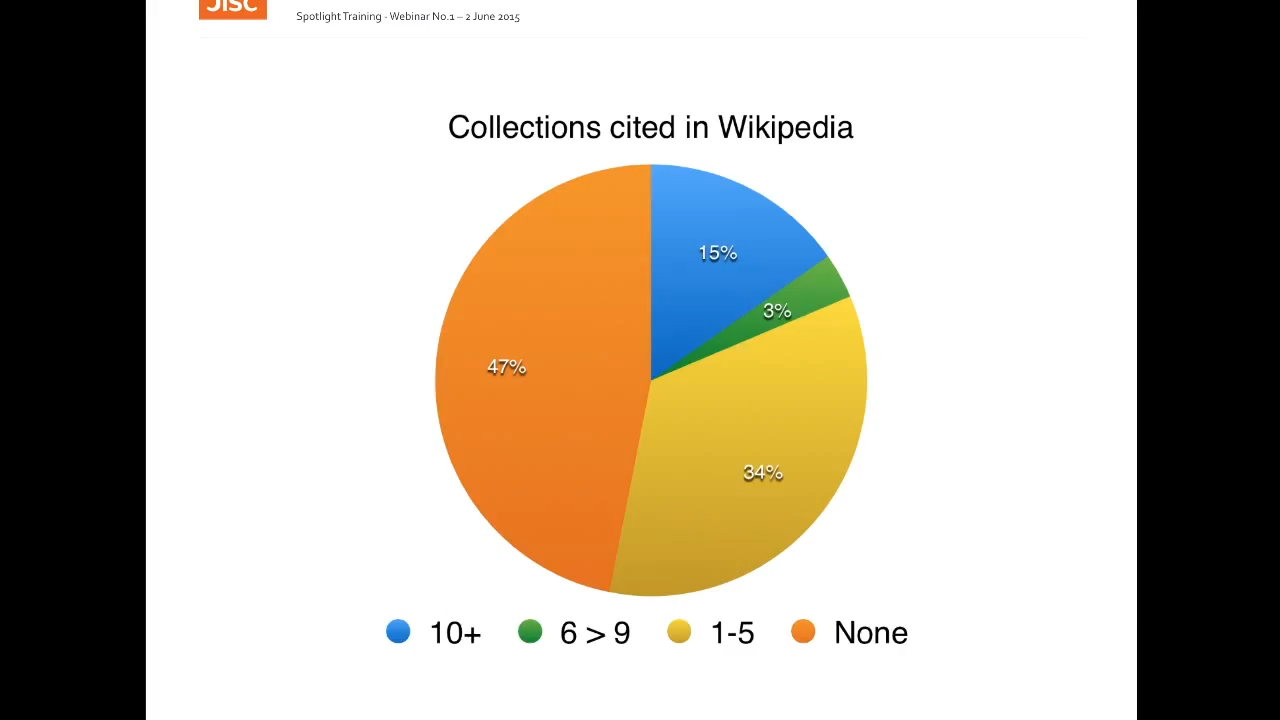 Jisc
Spotlight Training - Webinar No.1 – 2 June 2015
Collections cited in Wikipedia
15%
3%
47%
34%
10+
6 > 9
1-5
None